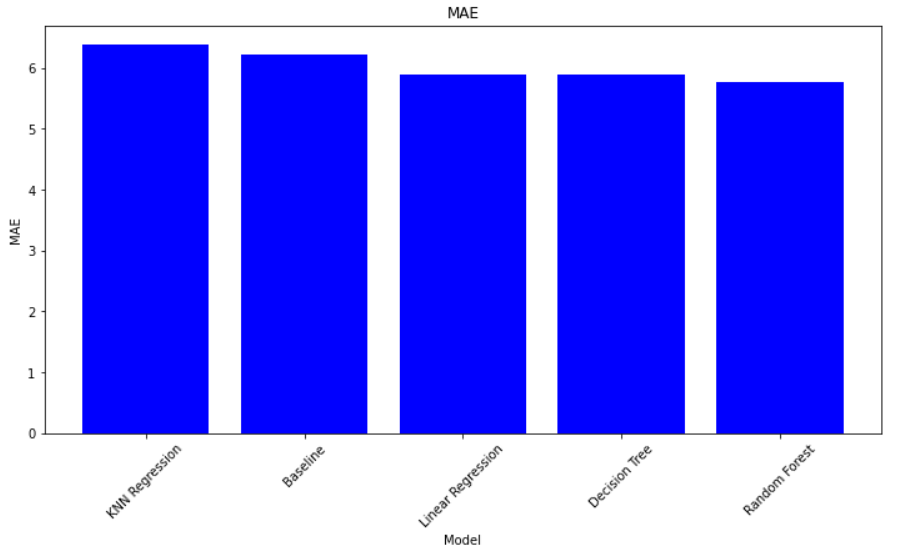 MAE
MAE
6
5
4
3
2
1
0
KNN Regression
Baseline
Linear Regression
Decision Tree
Random Forest
Model